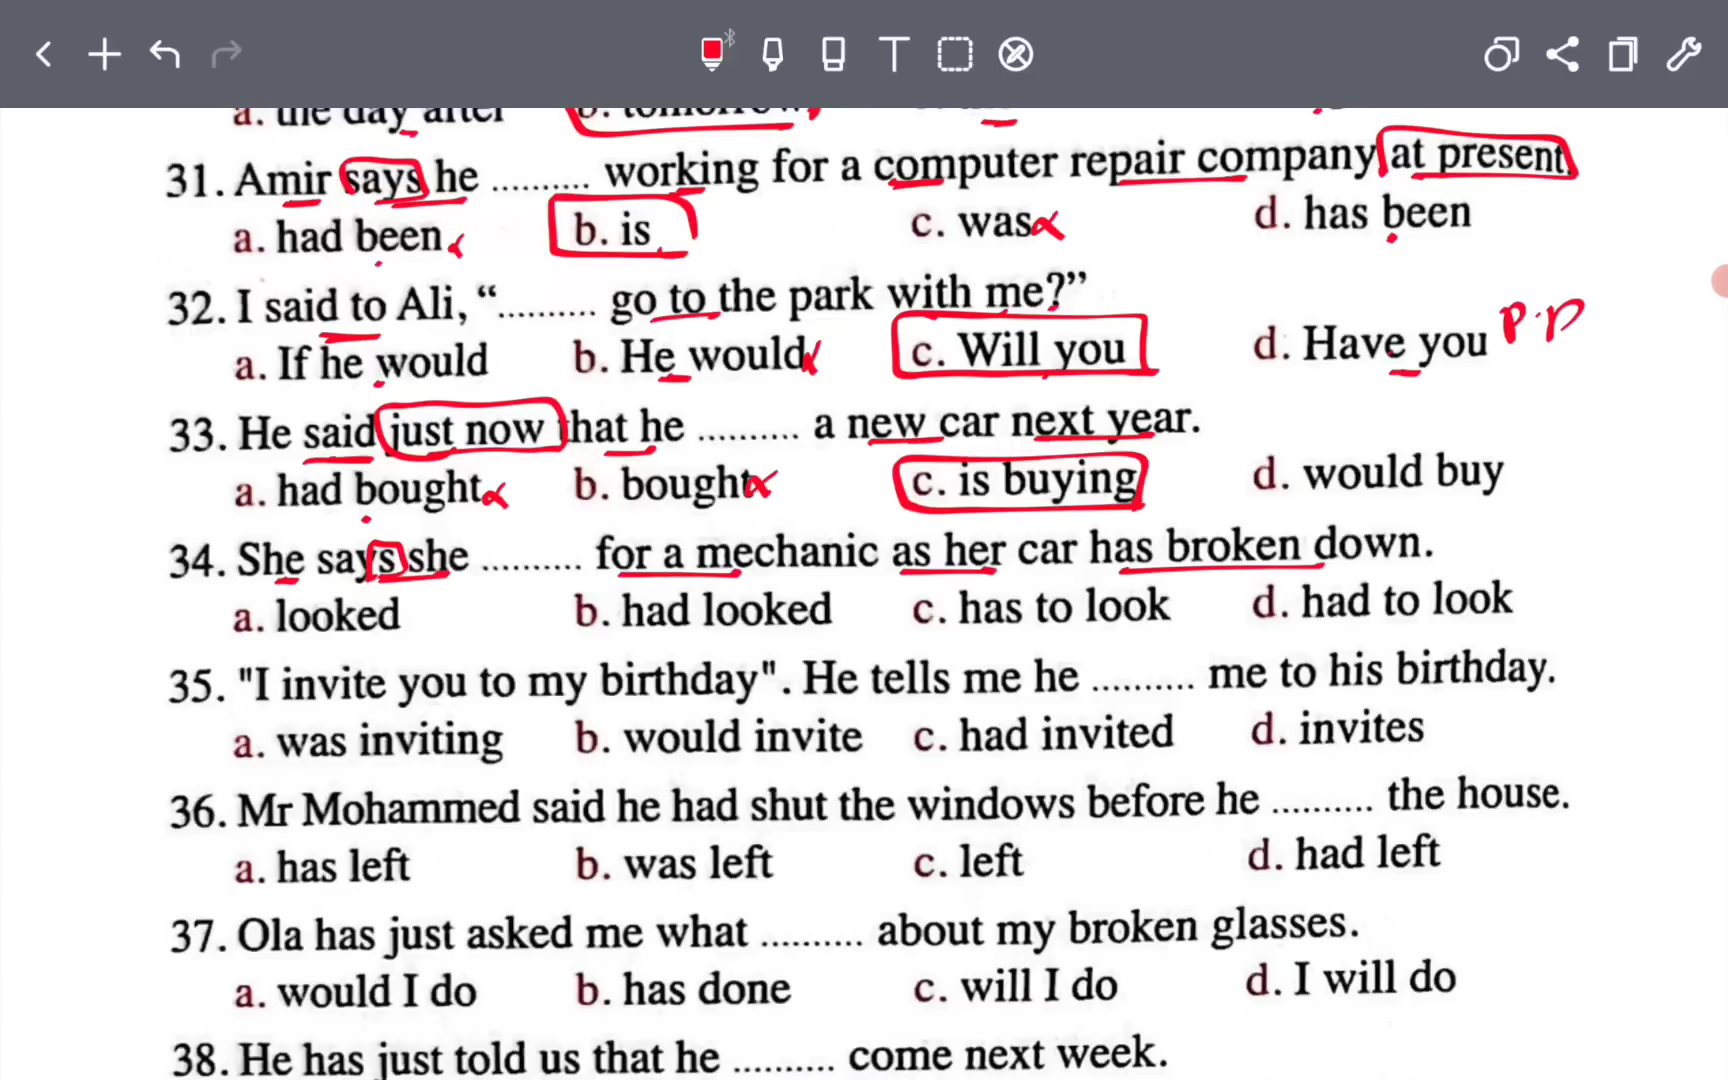 a. the day after b. tomorrow
31. Amir says he .......... working for a computer repair company at present.
a. had been b. is c. was d. has been
32. I said to Ali, “.......... go to the park with me?”
a. If he would b. He would c. Will you d. Have you P.P
33. He said just now that he .......... a new car next year.
a. had bought b. bought c. is buying d. would buy
34. She says she .......... for a mechanic as her car has broken down.
a. looked b. had looked c. has to look d. had to look
35. "I invite you to my birthday". He tells me he .......... me to his birthday.
a. was inviting b. would invite c. had invited d. invites
36. Mr Mohammed said he had shut the windows before he .......... the house.
a. has left b. was left c. left d. had left
37. Ola has just asked me what .......... about my broken glasses.
a. would I do b. has done c. will I do d. I will do
38. He has just told us that he .......... come next week.